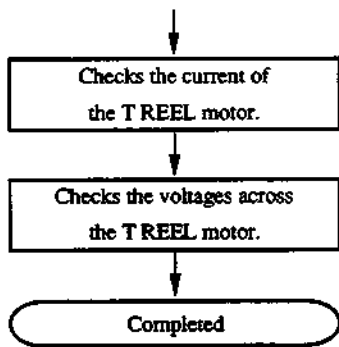 Checks the current of
the T REEL motor.
Checks the voltages across
the T REEL motor.
Completed